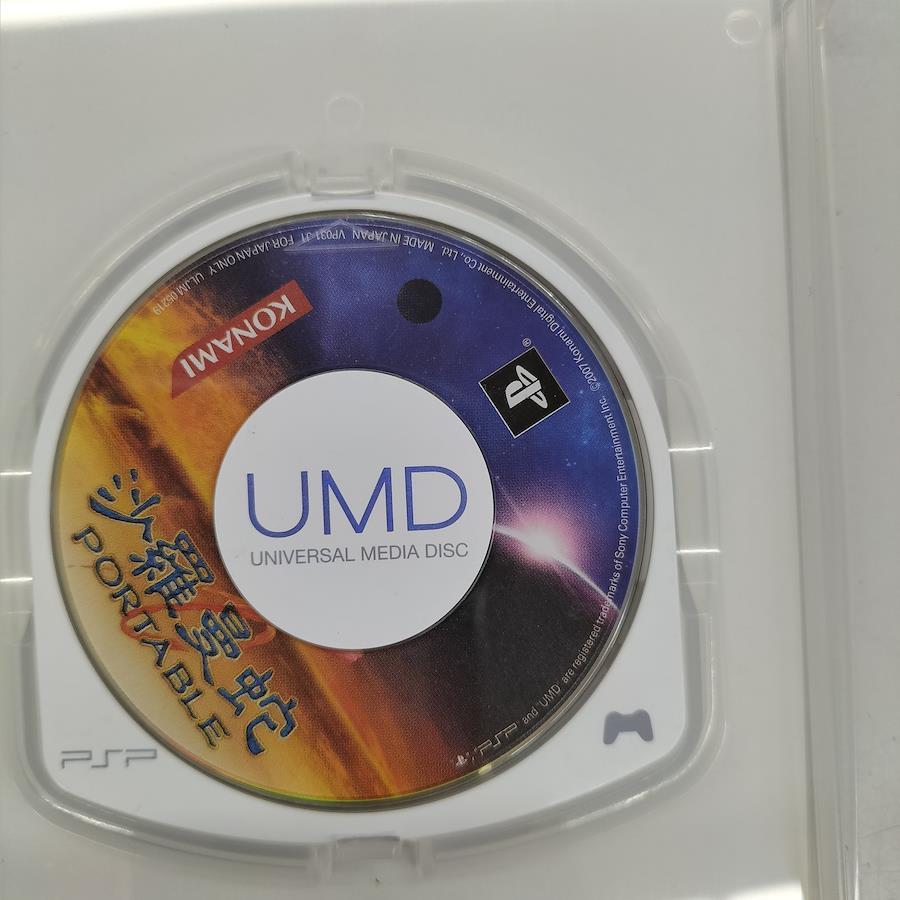 ©2007 Konami Digital Entertainment Co., Ltd. MADE IN JAPAN VP031-J1 FOR JAPAN ONLY ULJM 05219
KONAMI
UMD
UNIVERSAL MEDIA DISC
沙羅曼蛇
PORTABLE
PSP and "UMD" are registered trademarks of Sony Computer Entertainment Inc.
®
PSP